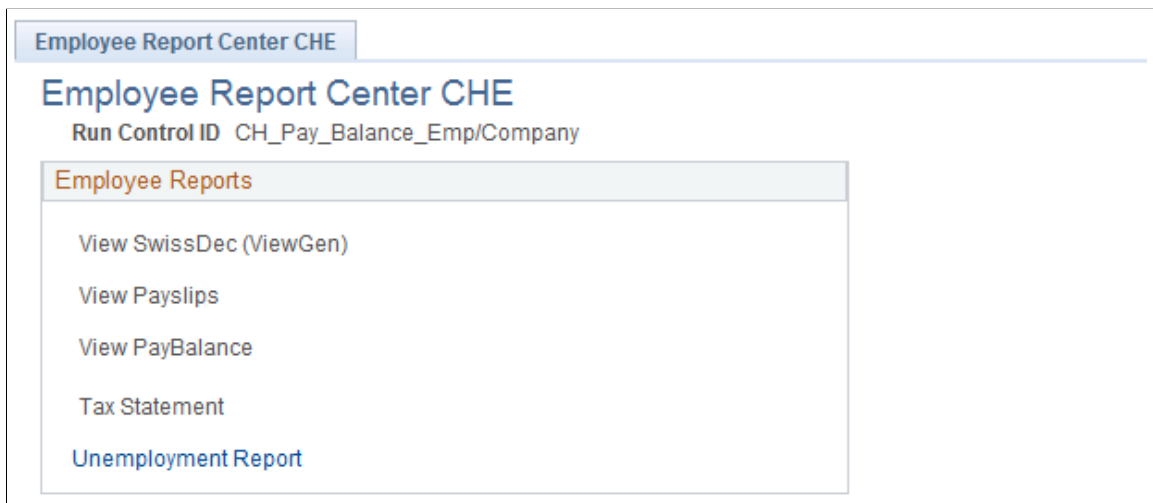 Employee Report Center CHE
Employee Report Center CHE
Run Control ID CH_Pay_Balance_Emp/Company
Employee Reports
View SwissDec (ViewGen)
View Payslips
View PayBalance
Tax Statement
Unemployment Report